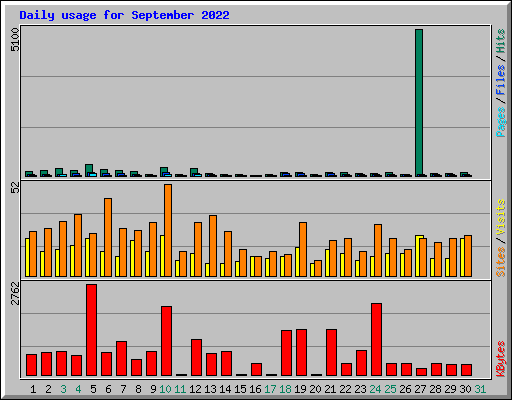 Daily usage for September 2022
5100
52
2762
Pages / Files / Hits
Sites / Visits
KBytes
1 2 3 4 5 6 7 8 9 10 11 12 13 14 15 16 17 18 19 20 21 22 23 24 25 26 27 28 29 30 31